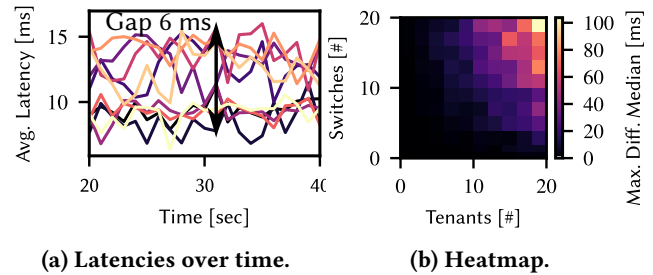 Gap 6 ms
Avg. Latency [ms]
15
10
20
30
40
Time [sec]
(a) Latencies over time.
Switches [#]
20
10
0
0
10
20
Tenants [#]
100
80
60
40
20
0
Max. Diff. Median [ms]
(b) Heatmap.